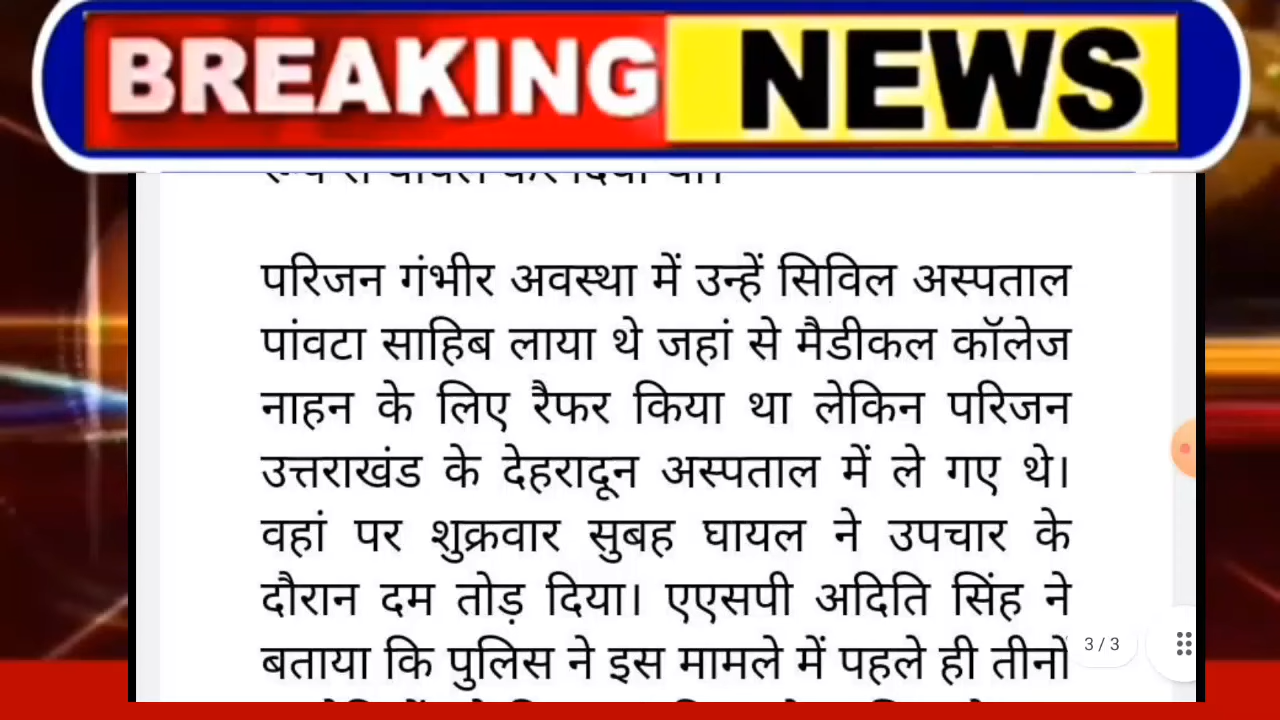 BREAKING NEWS
परिजन गंभीर अवस्था में उन्हें सिविल अस्पताल
पांवटा साहिब लाया थे जहां से मैडीकल कॉलेज
नाहन के लिए रैफर किया था लेकिन परिजन
उत्तराखंड के देहरादून अस्पताल में ले गए थे।
वहां पर शुक्रवार सुबह घायल ने उपचार के
दौरान दम तोड़ दिया। एएसपी अदिति सिंह ने
बताया कि पुलिस ने इस मामले में पहले ही तीनों
3/3